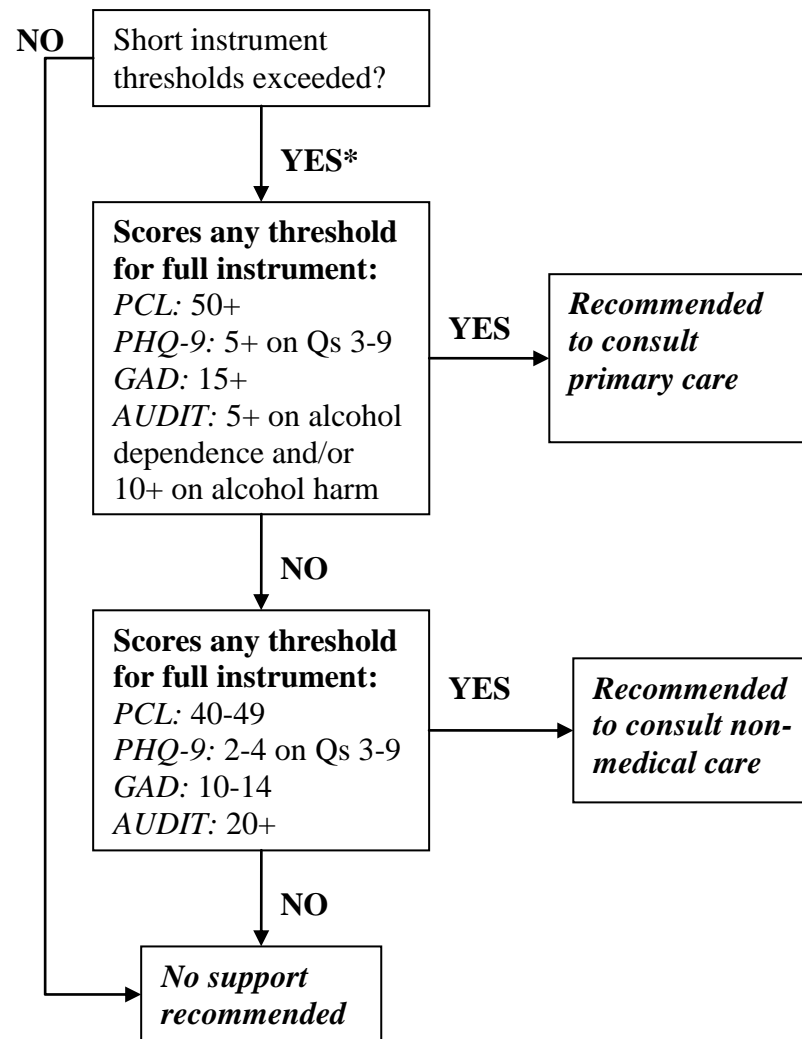 NO
Short instrument
thresholds exceeded?
YES*
Scores any threshold
for full instrument:
PCL: 50+
PHQ-9: 5+ on Qs 3-9
GAD: 15+
AUDIT: 5+ on alcohol
dependence and/or
10+ on alcohol harm
YES
Recommended
to consult
primary care
NO
Scores any threshold
for full instrument:
PCL: 40-49
PHQ-9: 2-4 on Qs 3-9
GAD: 10-14
AUDIT: 20+
YES
Recommended
to consult non-
medical care
NO
No support
recommended